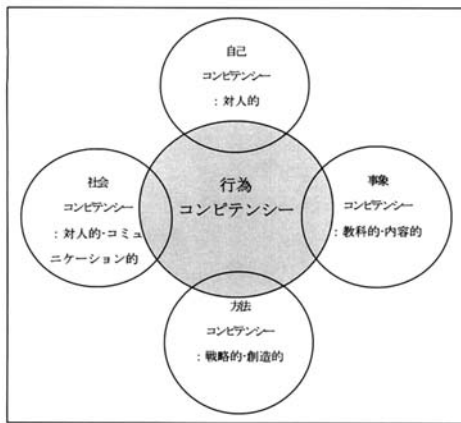 自己
コンピテンシー
：対人的
行為
コンピテンシー
社会
コンピテンシー
：対人的・コミュ
ニケーション的
事象
コンピテンシー
：教科的・内容的
方法
コンピテンシー
：戦略的・創造的